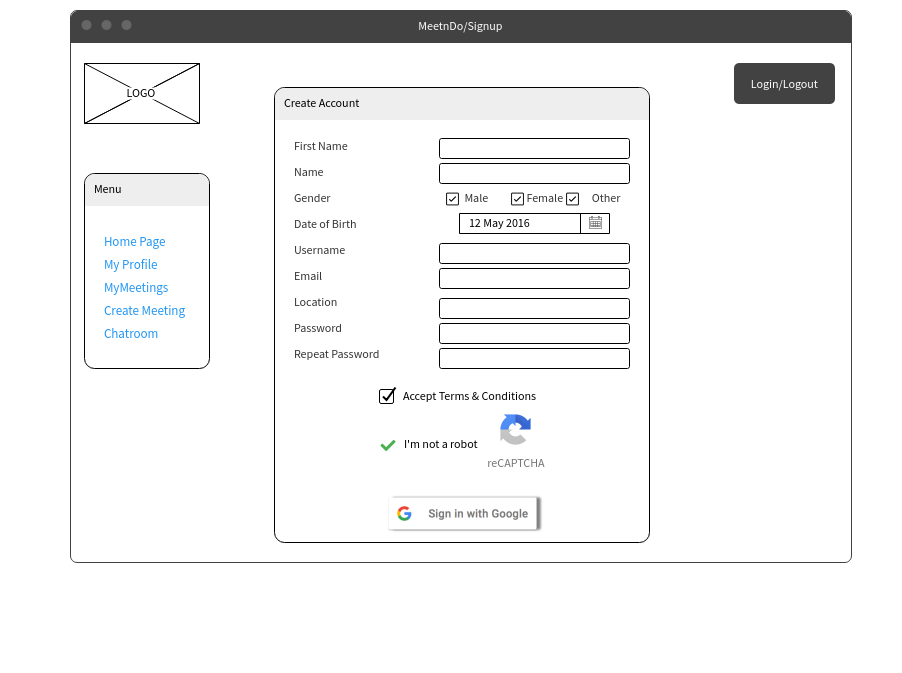 MeetnDo/Signup
LOGO
Login/Logout
Create Account
Menu
Home Page
My Profile
MyMeetings
Create Meeting
Chatroom
First Name
Name
Gender Male Female Other
Date of Birth 12 May 2016
Username
Email
Location
Password
Repeat Password
Accept Terms & Conditions
I'm not a robot
reCAPTCHA
Sign in with Google